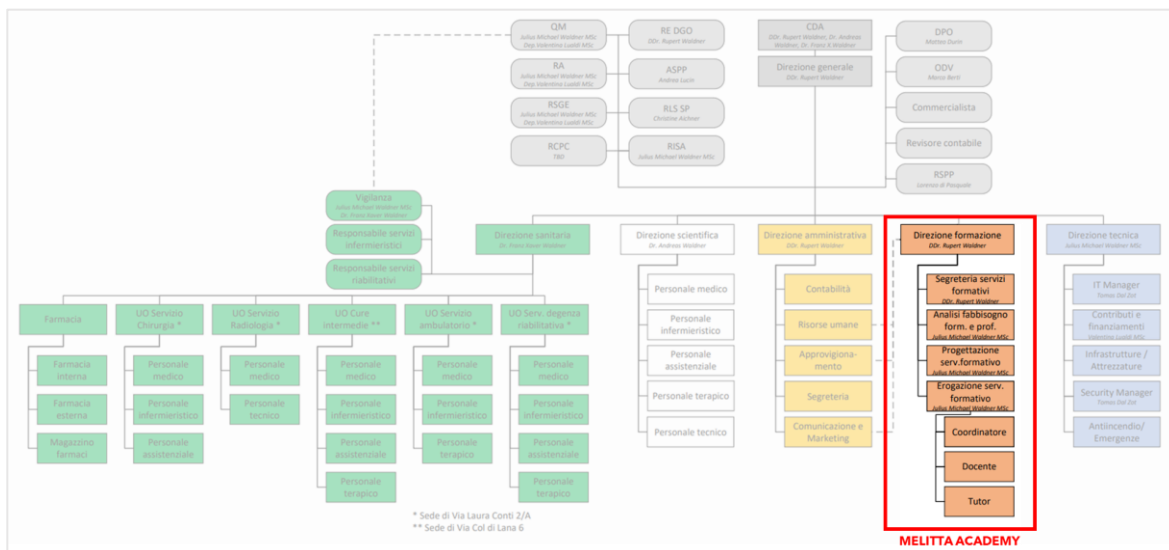 QM
Julius Michael Waldner MSc
Dep.Valentina Lualdi MSc
RE DGO
DDr. Rupert Waldner
CDA
DDr. Rupert Waldner, Dr. Andreas
Waldner, Dr. Franz X.Waldner
DPO
RA
Julius Michael Waldner MSc
Dep.Valentina Lualdi MSc
ASPP
Direzione generale
DDr. Rupert Waldner
ODV
Marco Berti
RSGE
Julius Michael Waldner MSc
Dep.Valentina Lualdi MSc
RLS SP
Christine Aichner
Commercialista
RCPC
TBD
RISA
Julius Michael Waldner MSc
Revisore contabile
RSPP
Lorenzo di Pasquale
Vigilanza
Julius Michael Waldner MSc
Dr. Franz Xaver Waldner
Responsabile servizi
infermieristici
Responsabile servizi
riabilitativi
Direzione sanitaria
Dr. Franz Xaver Waldner
Direzione scientifica
Dr. Andreas Waldner
Direzione amministrativa
DDr. Rupert Waldner
Direzione formazione
DDr. Rupert Waldner
Direzione tecnica
Julius Michael Waldner MSc
Farmacia
UO Servizio
Chirurgia *
UO Servizio
Radiologia *
UO Cure
intermedie **
UO Servizio
ambulatorio *
UO Serv. degenza
riabilitativa *
Farmacia
interna
Farmacia
esterna
Magazzino
farmaci
Personale medico
Personale infermieristico
Personale assistenziale
Personale medico
Personale tecnico
Personale medico
Personale infermieristico
Personale assistenziale
Personale terapico
Personale medico
Personale infermieristico
Personale terapico
Personale medico
Personale infermieristico
Personale assistenziale
Personale terapico
Personale medico
Personale
infermieristico
Personale
assistenziale
Personale terapico
Personale tecnico
Contabilità
Risorse umane
Approvigiona-
mento
Segreteria
Comunicazione e
Marketing
Segreteria servizi
formativi
DDr. Rupert Waldner
Analisi fabbisogno
form. e prof.
Julius Michael Waldner MSc
Progettazione
serv.formativo
Julius Michael Waldner MSc
Erogazione serv.
formativo
Julius Michael Waldner MSc
Coordinatore
Docente
Tutor
IT Manager
Contributi e
finanziamenti
Valentina Lualdi MSc
Infrastrutture /
Attrezzature
Security Manager
Antiincendio/
Emergenze
* Sede di Via Laura Conti 2/A
** Sede di Via Col di Lana 6
MELITTA ACADEMY